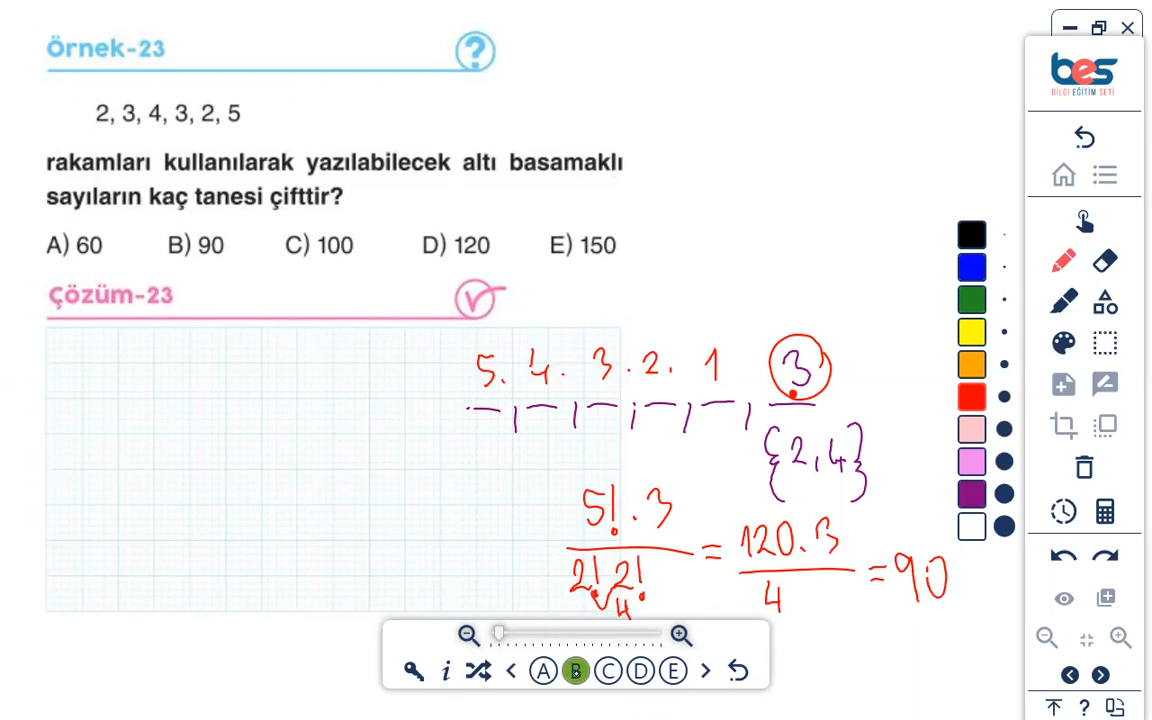 Örnek-23
?
2, 3, 4, 3, 2, 5
rakamları kullanılarak yazılabilecek altı basamaklı
sayıların kaç tanesi çifttir?
A) 60 B) 90 C) 100 D) 120 E) 150
Çözüm-23
5. 4. 3. 2. 1 3
{2,4}
5! . 3
2! 2!
4
= 120.3
4
= 90
bes
BİLGİ EĞİTİM SETİ
i A B C D E
?